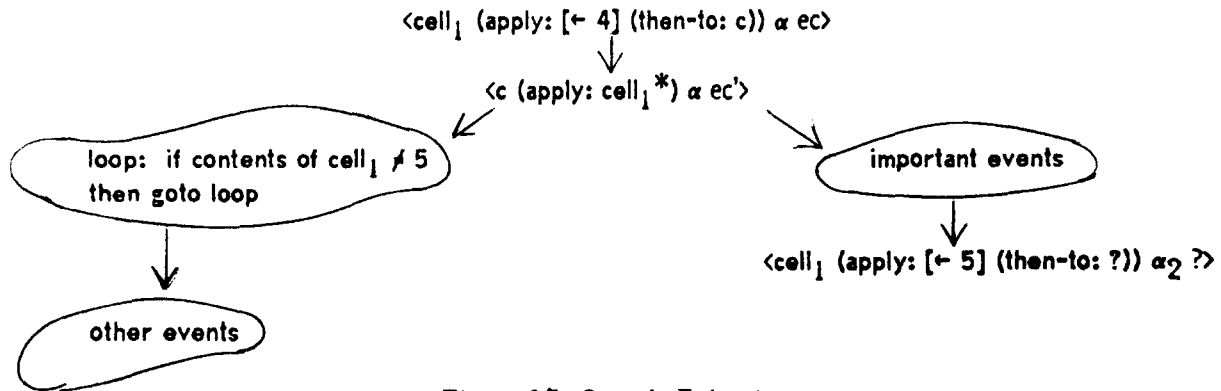 <cell₁ (apply: [← 4] (then-to: c)) α ec>
<c (apply: cell₁*) α ec'>
loop: if contents of cell₁ ≠ 5
then goto loop
important events
<cell₁ (apply: [← 5] (then-to: ?)) α₂ ?>
other events